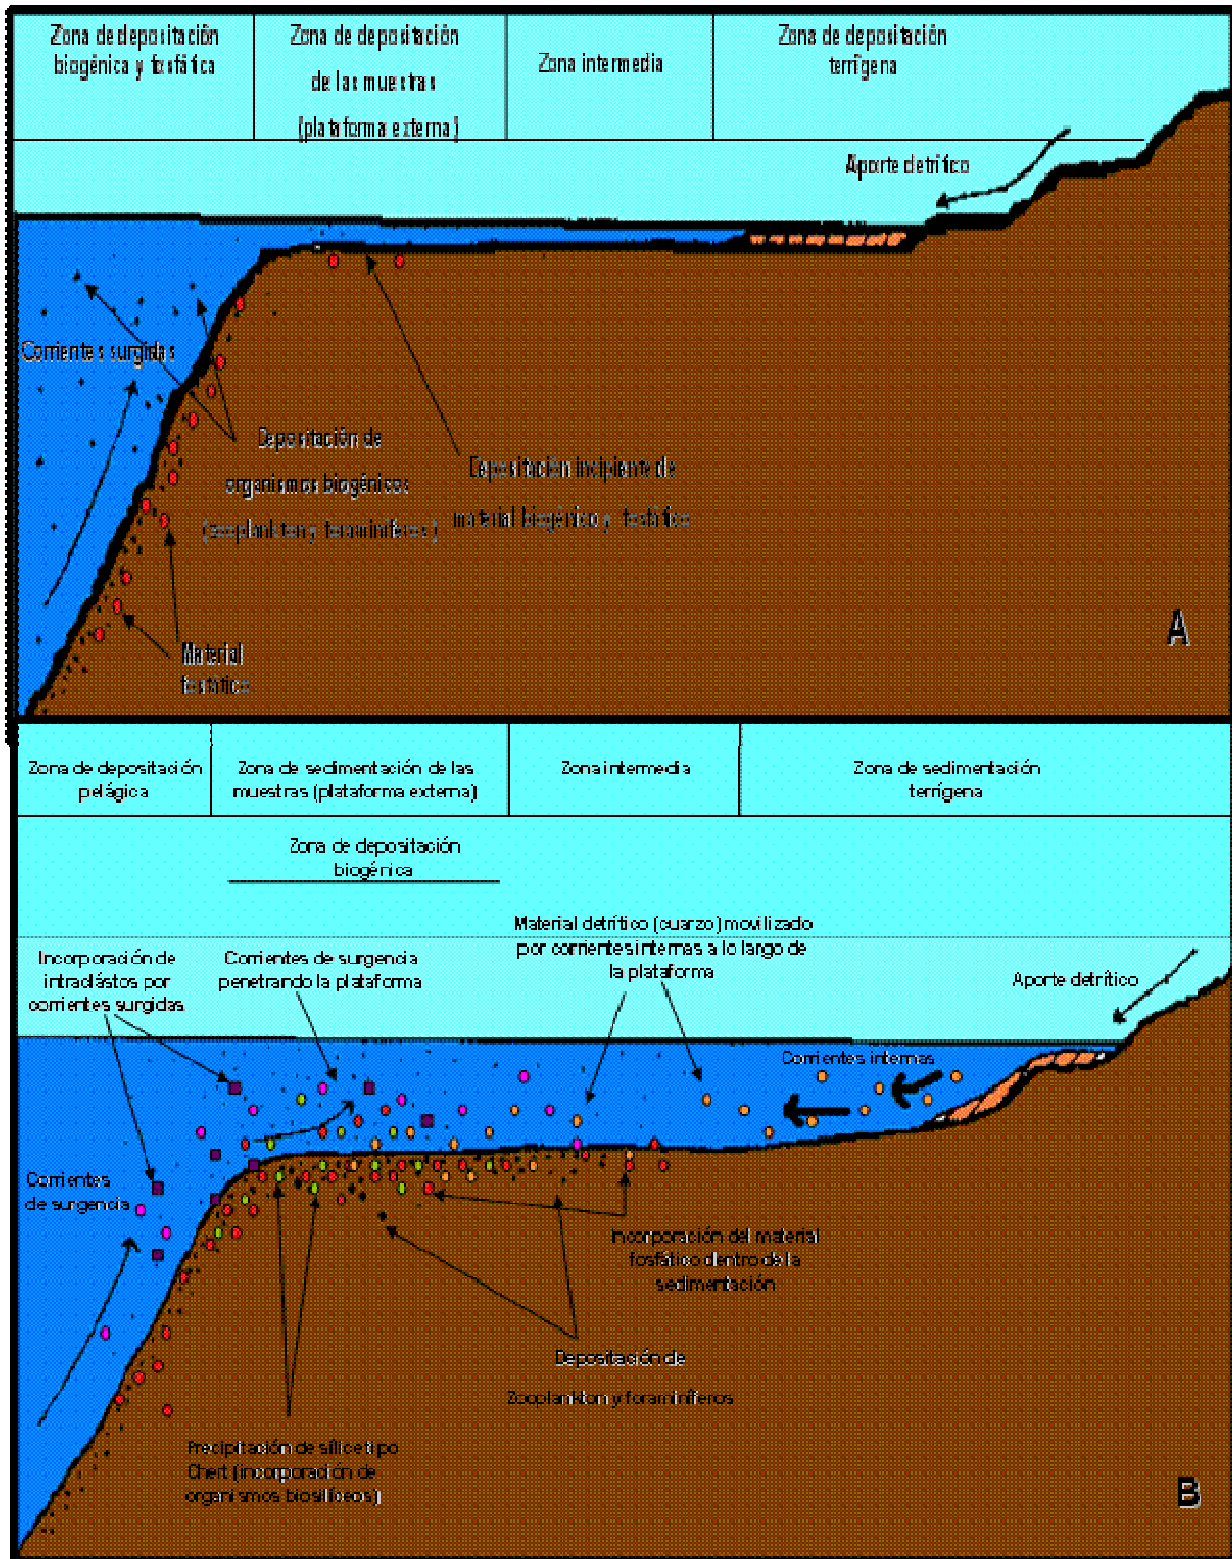 Zona de depositación
biogénica y fosfática
Zona de depositación
de las muestras
(plataforma externa)
Zona intermedia
Zona de depositación
terrígena
Aporte detrítico
Corrientes surgidas
Depositación de
organismos biogénicos
(zooplankton y foraminíferos)
Depositación incipiente de
material biogénico y fosfático
Material
fosfático
A
Zona de depositación
pelágica
Zona de sedimentación de las
muestras (plataforma externa)
Zona intermedia
Zona de sedimentación
terrígena
Zona de depositación
biogénica
Material detrítico (cuarzo) movilizado
por corrientes internas a lo largo de
la plataforma
Incorporación de
intraclástos por
corrientes surgidas
Corrientes de surgencia
penetrando la plataforma
Aporte detrítico
Corrientes internas
Corrientes
de surgencia
Incorporación del material
fosfático dentro de la
sedimentación
Depositación de
Zooplankton y foraminíferos
Precipitación de sílice tipo
Chert (incorporación de
organismos biosilíceos)
B